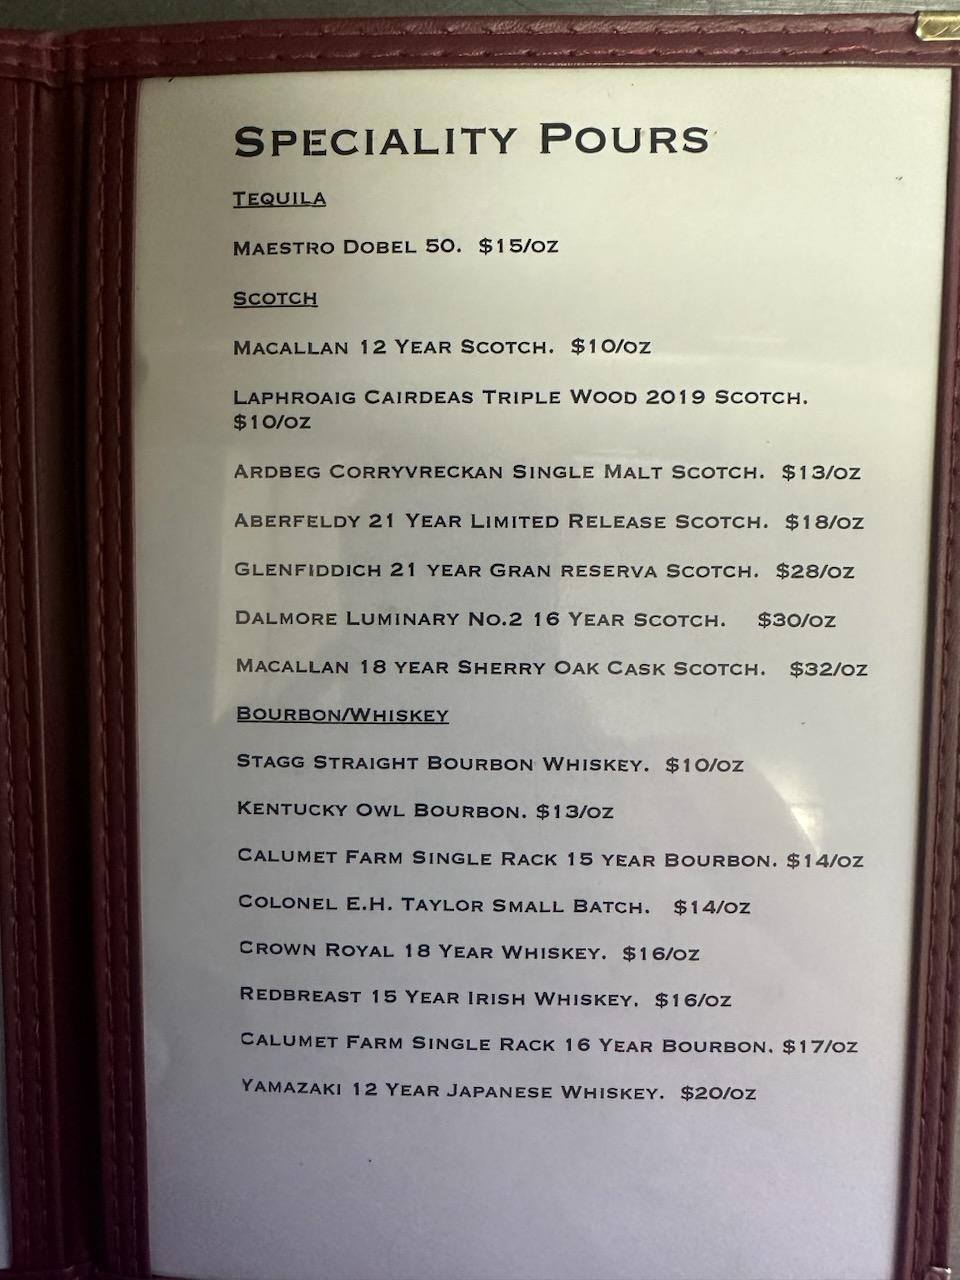 Speciality Pours
Tequila
Maestro Dobel 50. $15/oz
Scotch
Macallan 12 Year Scotch. $10/oz
Laphroaig Cairdeas Triple Wood 2019 Scotch.
$10/oz
Ardbeg Corryvreckan Single Malt Scotch. $13/oz
Aberfeldy 21 Year Limited Release Scotch. $18/oz
Glenfiddich 21 year Gran reserva Scotch. $28/oz
Dalmore Luminary No.2 16 Year Scotch. $30/oz
Macallan 18 year Sherry Oak Cask Scotch. $32/oz
Bourbon/Whiskey
Stagg Straight Bourbon Whiskey. $10/oz
Kentucky Owl Bourbon. $13/oz
Calumet Farm Single Rack 15 year Bourbon. $14/oz
Colonel E.H. Taylor Small Batch. $14/oz
Crown Royal 18 Year Whiskey. $16/oz
Redbreast 15 Year Irish Whiskey. $16/oz
Calumet Farm Single Rack 16 Year Bourbon. $17/oz
Yamazaki 12 Year Japanese Whiskey. $20/oz